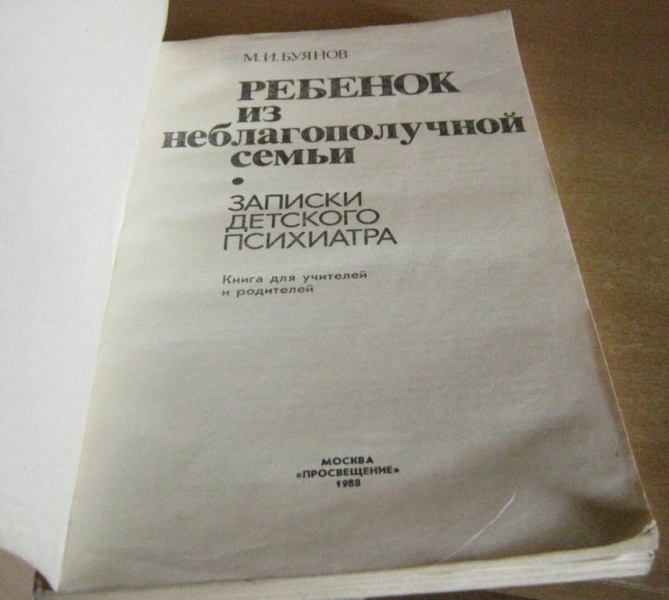 М.И.БУЯНОВ
РЕБЕНОК
ИЗ
неблагополучной
семьи
•
ЗАПИСКИ
ДЕТСКОГО
ПСИХИАТРА
Книга для учителей
и родителей
МОСКВА
«ПРОСВЕЩЕНИЕ»
1988